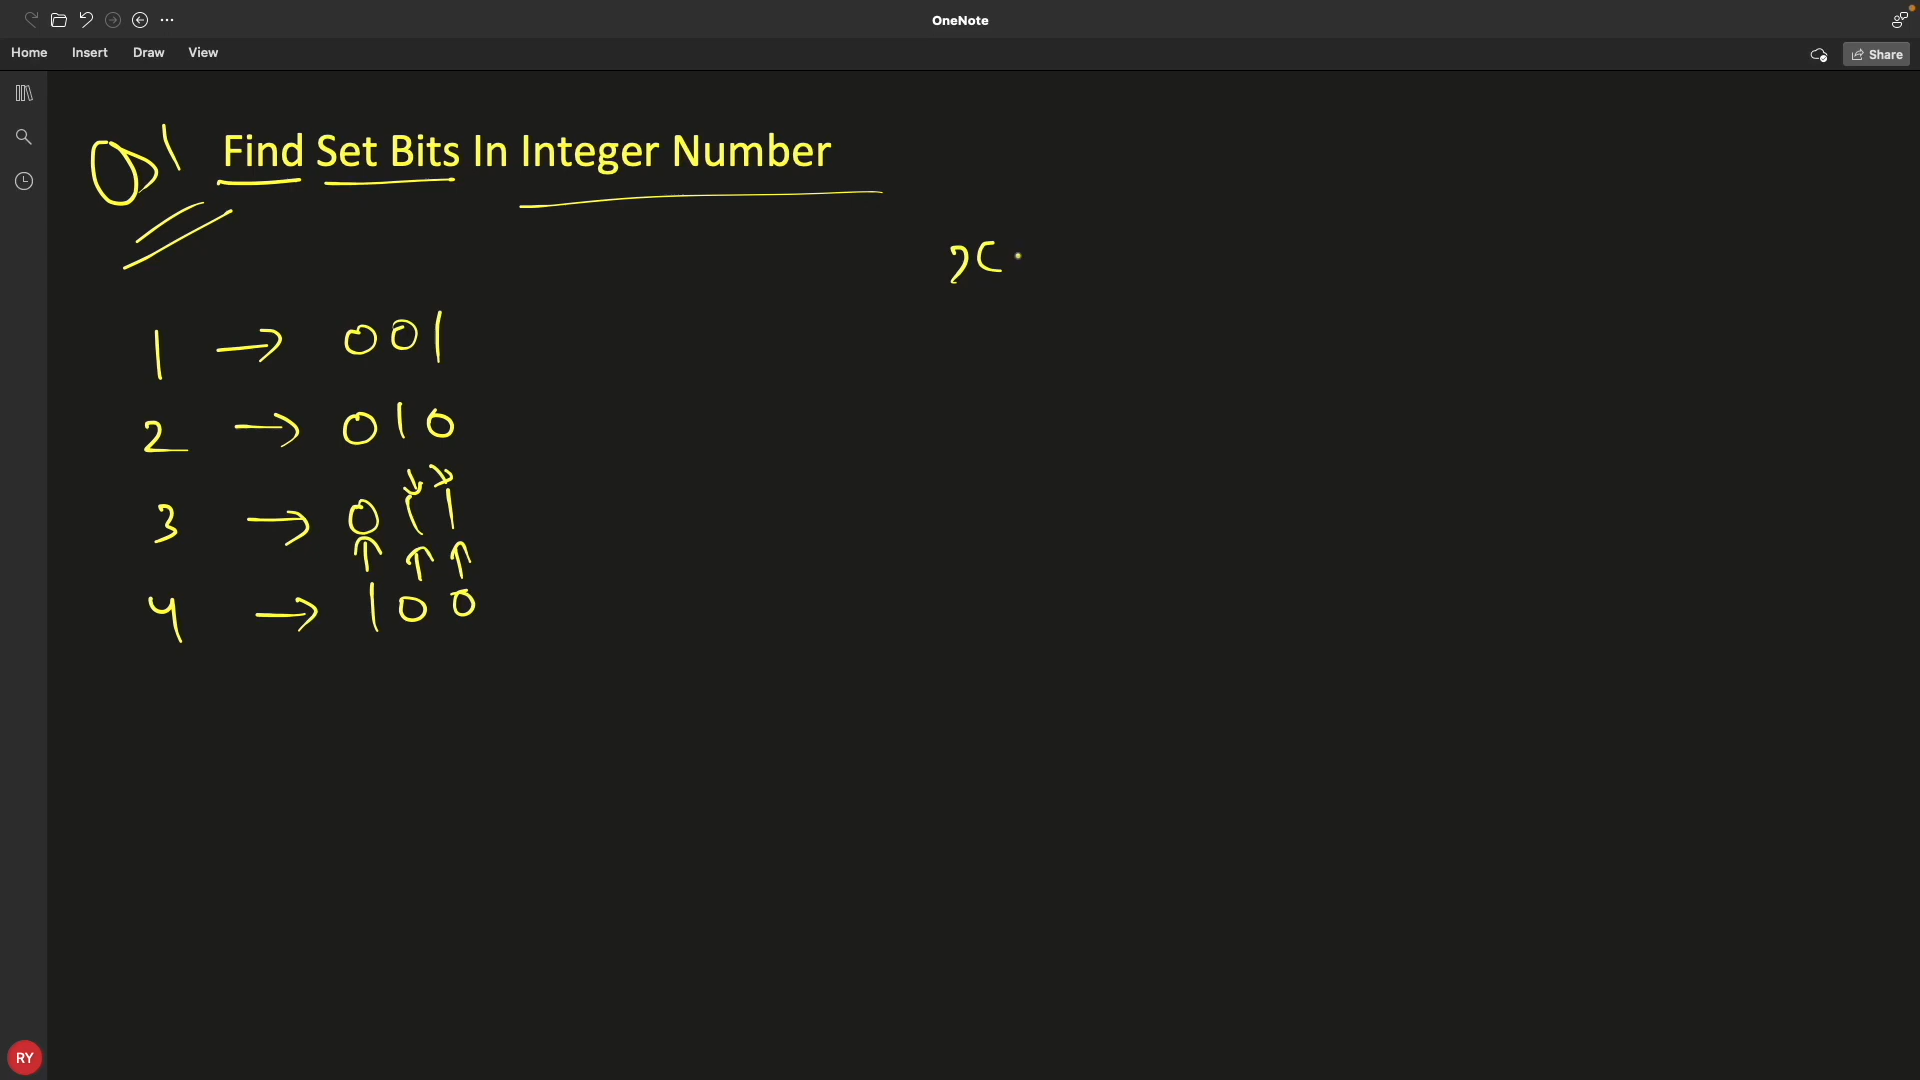 OneNote
Home Insert Draw View Share
Q1 Find Set Bits In Integer Number
x
1 → 001
2 → 010
3 → 011
4 → 100
RY